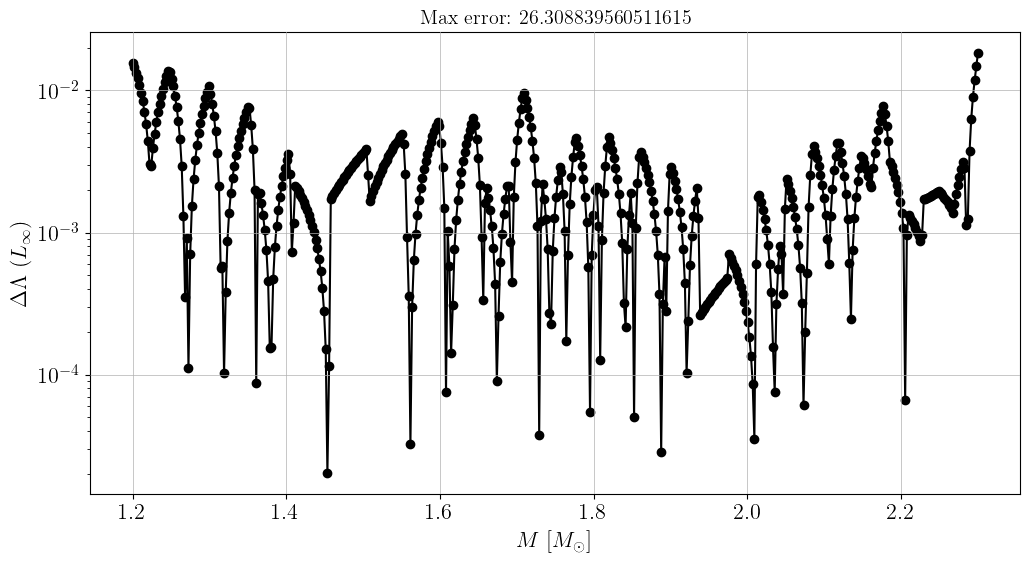 Max error: 26.308839560511615
ΔΛ (L∞)
10⁻²
10⁻³
10⁻⁴
1.2 1.4 1.6 1.8 2.0 2.2
M [M⊙]